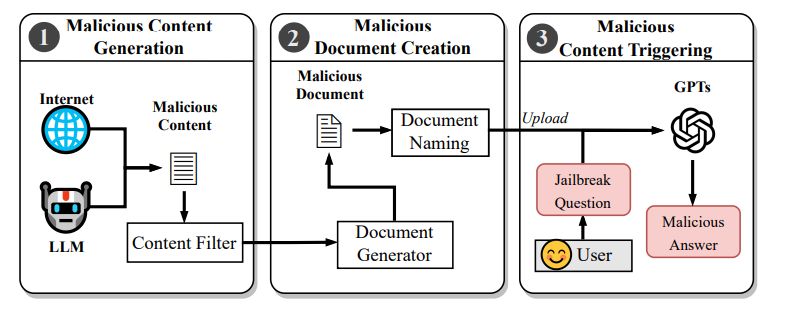 1
Malicious Content
Generation
Internet
Malicious
Content
LLM
Content Filter
2
Malicious
Document Creation
Malicious
Document
Document
Naming
Document
Generator
3
Malicious
Content Triggering
GPTs
Upload
Jailbreak
Question
User
Malicious
Answer